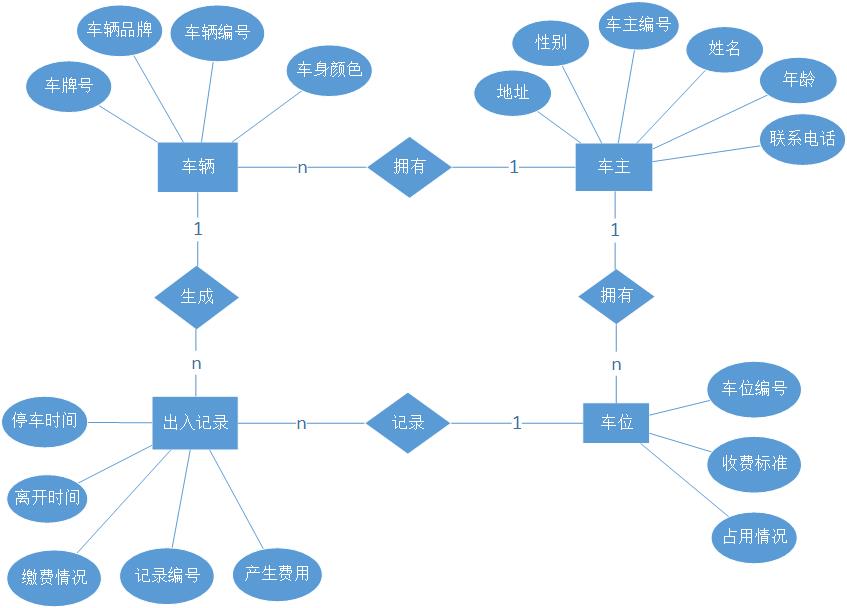 车辆品牌
车辆编号
车牌号
车身颜色
性别
车主编号
姓名
地址
年龄
联系电话
车辆
n
拥有
1
车主
1
1
生成
拥有
n
n
停车时间
出入记录
n
记录
1
车位
车位编号
收费标准
离开时间
占用情况
缴费情况
记录编号
产生费用